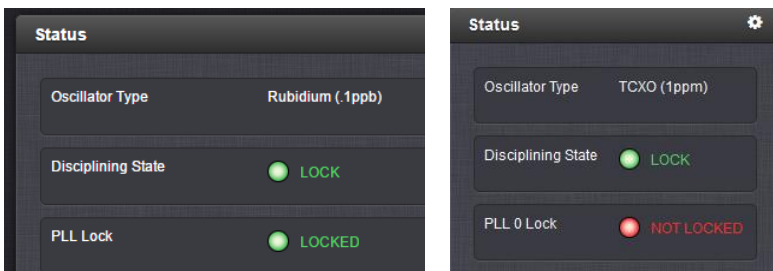 Status
Oscillator Type Rubidium (.1ppb)
Disciplining State LOCK
PLL Lock LOCKED
Status
Oscillator Type TCXO (1ppm)
Disciplining State LOCK
PLL 0 Lock NOT LOCKED